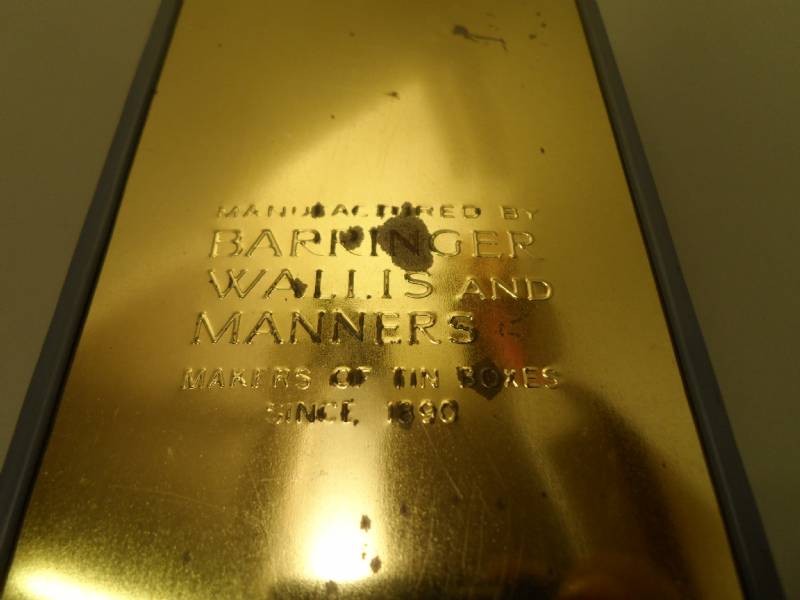 MANUFACTURED BY
BARRINGER
WALLIS AND
MANNERS
MAKERS OF TIN BOXES
SINCE 1890